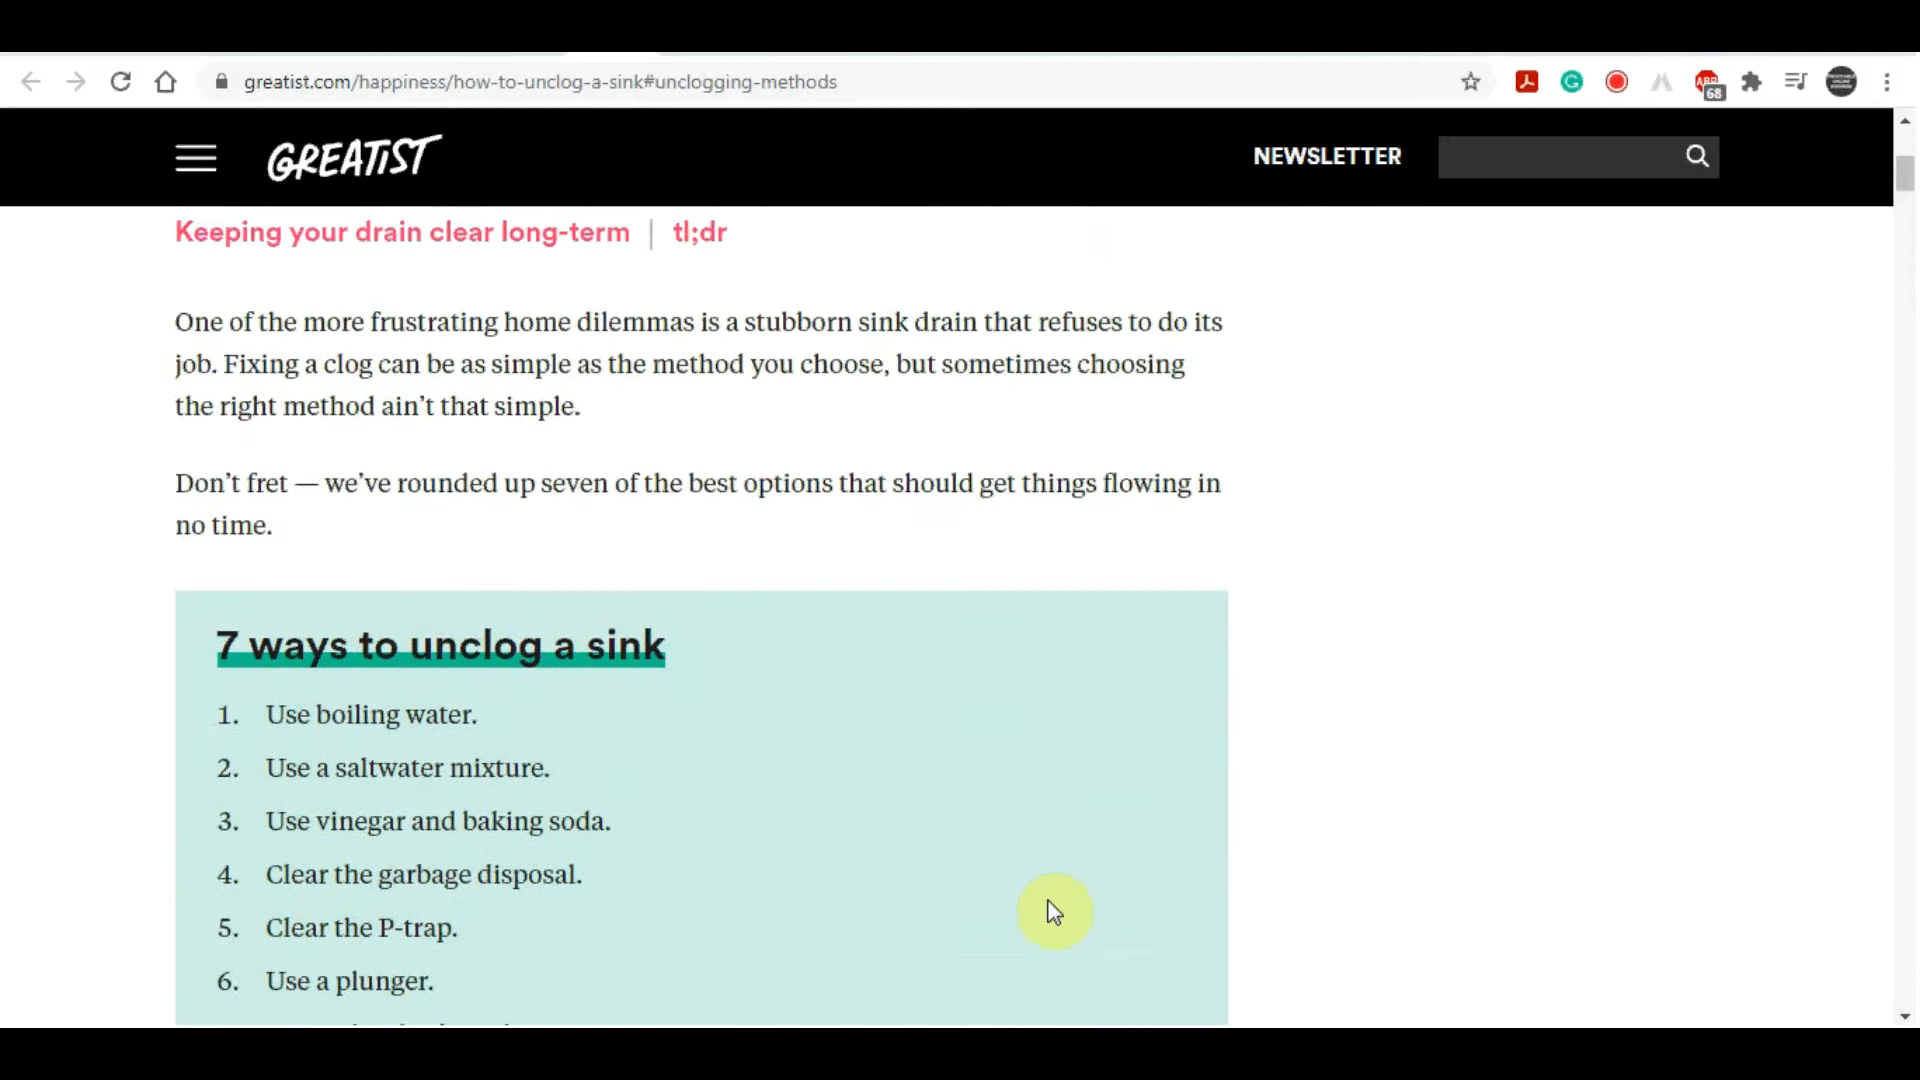 greatist.com/happiness/how-to-unclog-a-sink#unclogging-methods
68
GREATIST
NEWSLETTER
Keeping your drain clear long-term | tl;dr
One of the more frustrating home dilemmas is a stubborn sink drain that refuses to do its
job. Fixing a clog can be as simple as the method you choose, but sometimes choosing
the right method ain’t that simple.
Don’t fret — we’ve rounded up seven of the best options that should get things flowing in
no time.
7 ways to unclog a sink
1. Use boiling water.
2. Use a saltwater mixture.
3. Use vinegar and baking soda.
4. Clear the garbage disposal.
5. Clear the P-trap.
6. Use a plunger.